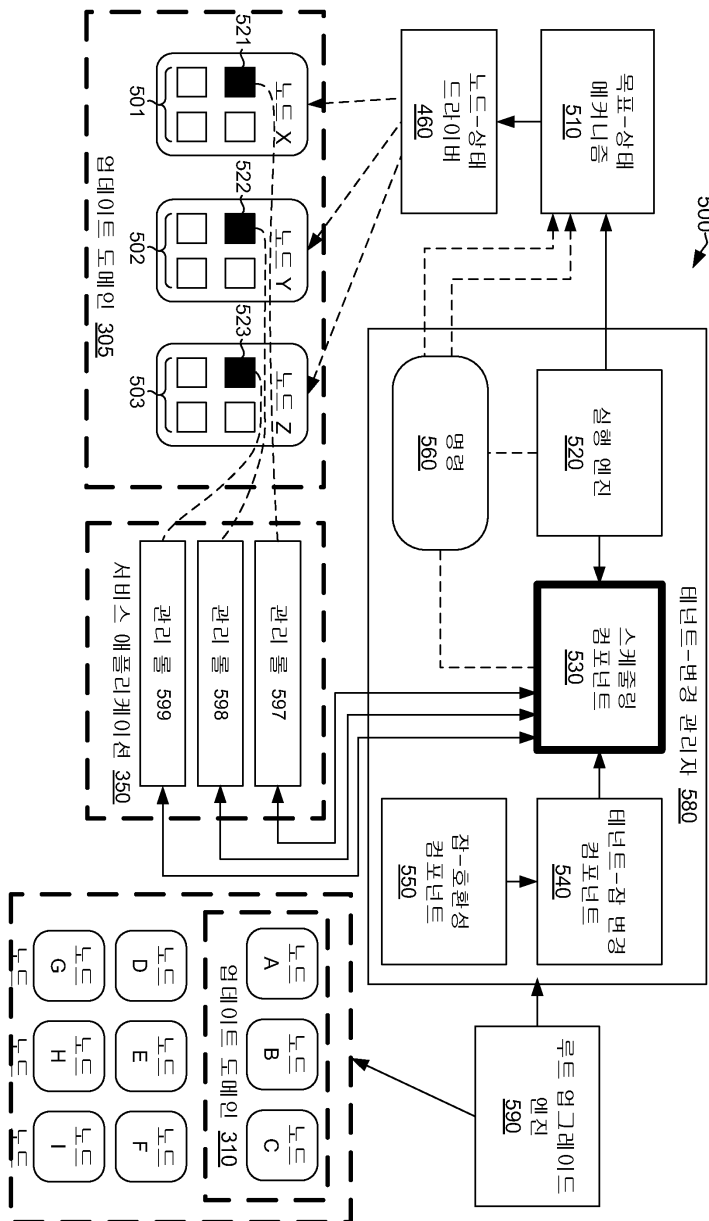 500
테넌트-변경 관리자 580
목표-상태
메커니즘
510
실행 엔진
520
스케줄링
컴포넌트
530
테넌트-잡 변경
컴포넌트
540
루트 업그레이드
엔진
590
명령
560
잡-호환성
컴포넌트
550
노드-상태
드라이버
460
노드 X
521
501
노드 Y
522
502
노드 Z
523
503
업데이트 도메인 305
관리 롤 597
관리 롤 598
관리 롤 599
서비스 애플리케이션 350
노드
A
노드
B
노드
C
업데이트 도메인 310
노드
D
노드
E
노드
F
노드
G
노드
H
노드
I
노드
노드
노드